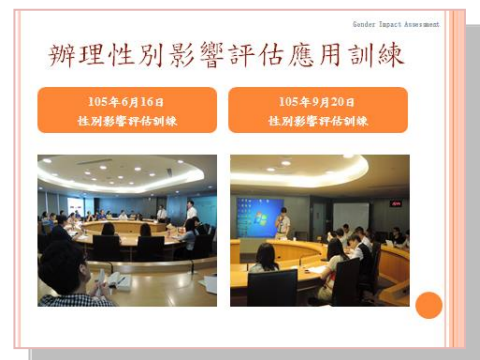 Gender Impact Assessment
辦理性別影響評估應用訓練
105年6月16日
性別影響評估訓練
105年9月20日
性別影響評估訓練